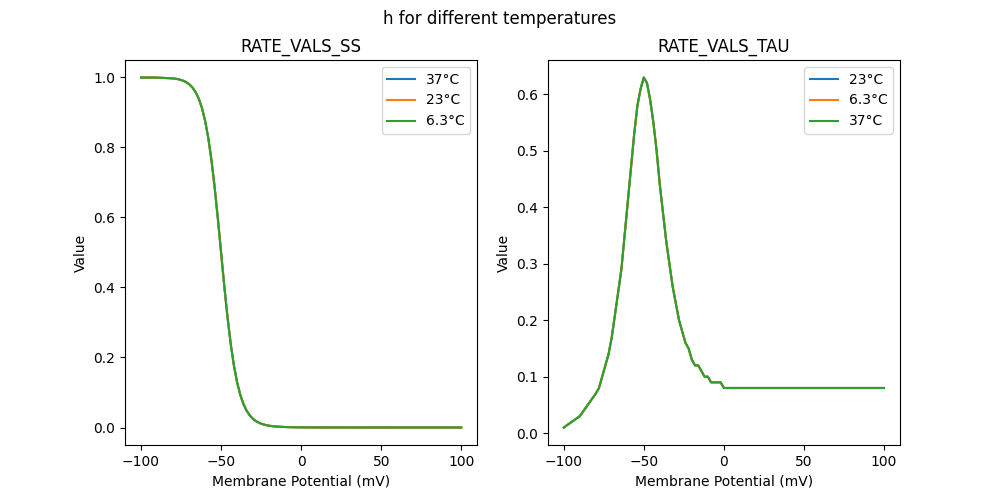 h for different temperatures
RATE_VALS_SS
1.0
0.8
0.6
0.4
0.2
0.0
Value
−100
−50
0
50
100
Membrane Potential (mV)
37°C
23°C
6.3°C
RATE_VALS_TAU
0.6
0.5
0.4
0.3
0.2
0.1
0.0
Value
−100
−50
0
50
100
Membrane Potential (mV)
23°C
6.3°C
37°C